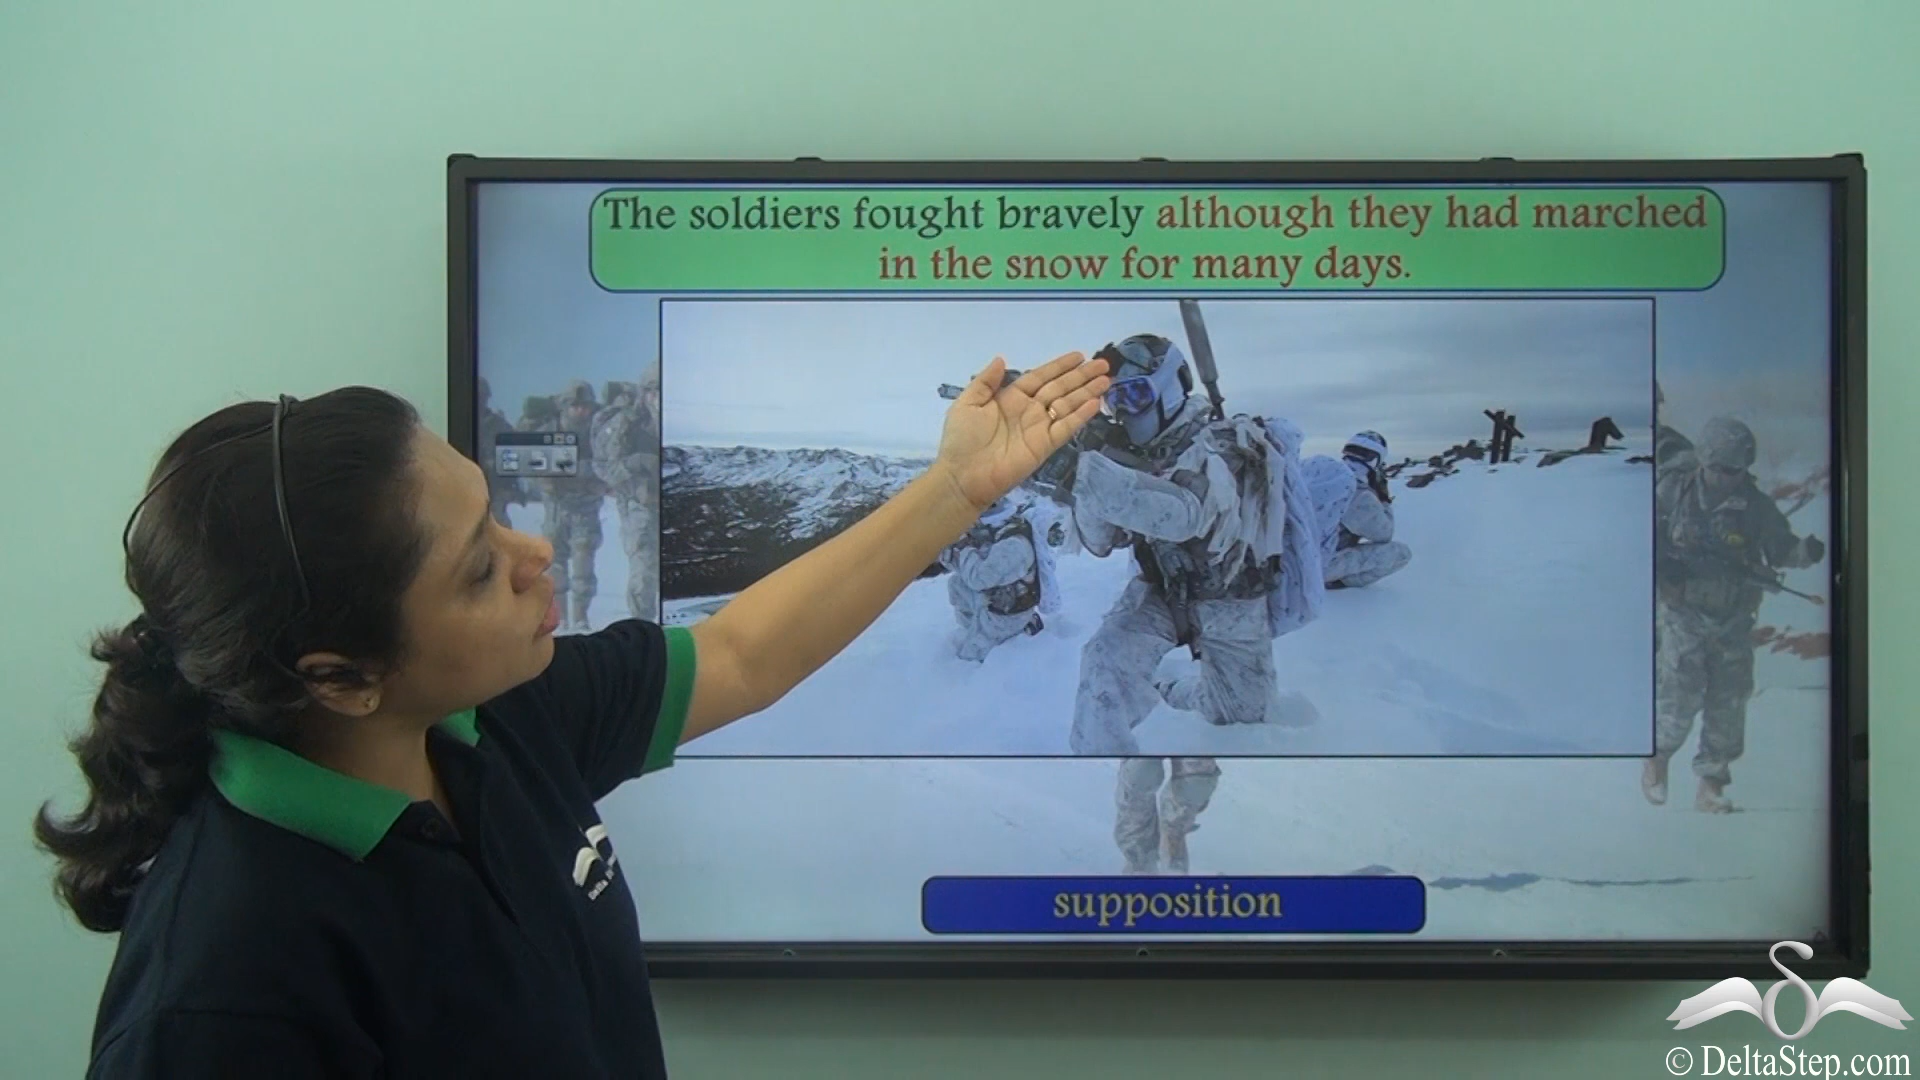 The soldiers fought bravely although they had marched
in the snow for many days.
supposition
© DeltaStep.com